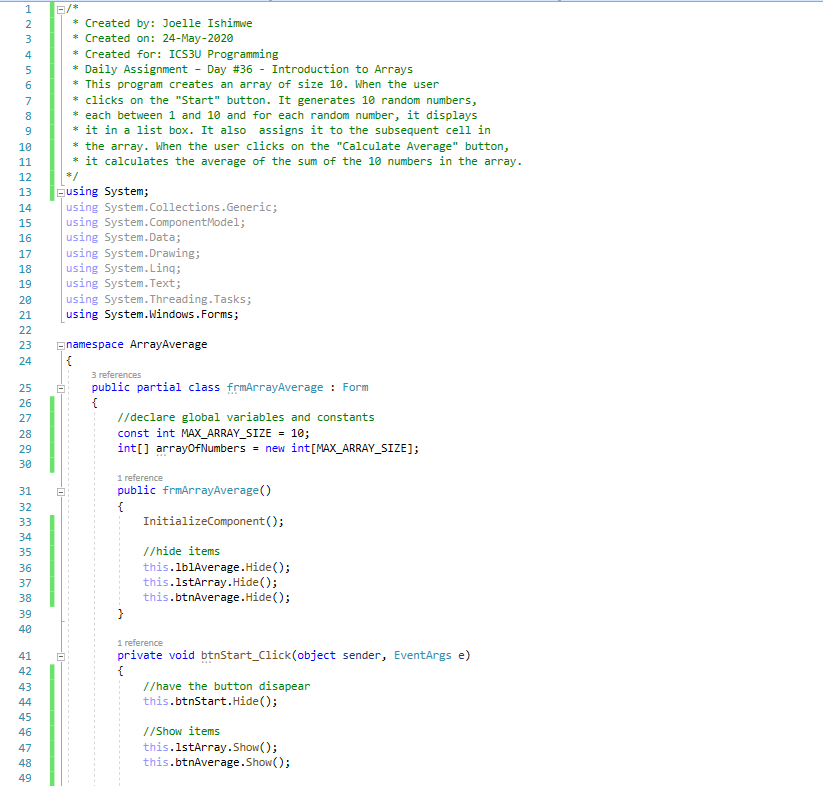 1 /*
2 * Created by: Joelle Ishimwe
3 * Created on: 24-May-2020
4 * Created for: ICS3U Programming
5 * Daily Assignment – Day #36 - Introduction to Arrays
6 * This program creates an array of size 10. When the user
7 * clicks on the "Start" button. It generates 10 random numbers,
8 * each between 1 and 10 and for each random number, it displays
9 * it in a list box. It also  assigns it to the subsequent cell in
10 * the array. When the user clicks on the "Calculate Average" button,
11 * it calculates the average of the sum of the 10 numbers in the array.
12 */
13 using System;
14 using System.Collections.Generic;
15 using System.ComponentModel;
16 using System.Data;
17 using System.Drawing;
18 using System.Linq;
19 using System.Text;
20 using System.Threading.Tasks;
21 using System.Windows.Forms;
22
23 namespace ArrayAverage
24 {
3 references
25 public partial class frmArrayAverage : Form
26 {
27 //declare global variables and constants
28 const int MAX_ARRAY_SIZE = 10;
29 int[] arrayOfNumbers = new int[MAX_ARRAY_SIZE];
30
1 reference
31 public frmArrayAverage()
32 {
33 InitializeComponent();
34
35 //hide items
36 this.lblAverage.Hide();
37 this.lstArray.Hide();
38 this.btnAverage.Hide();
39 }
40
1 reference
41 private void btnStart_Click(object sender, EventArgs e)
42 {
43 //have the button disapear
44 this.btnStart.Hide();
45
46 //Show items
47 this.lstArray.Show();
48 this.btnAverage.Show();
49